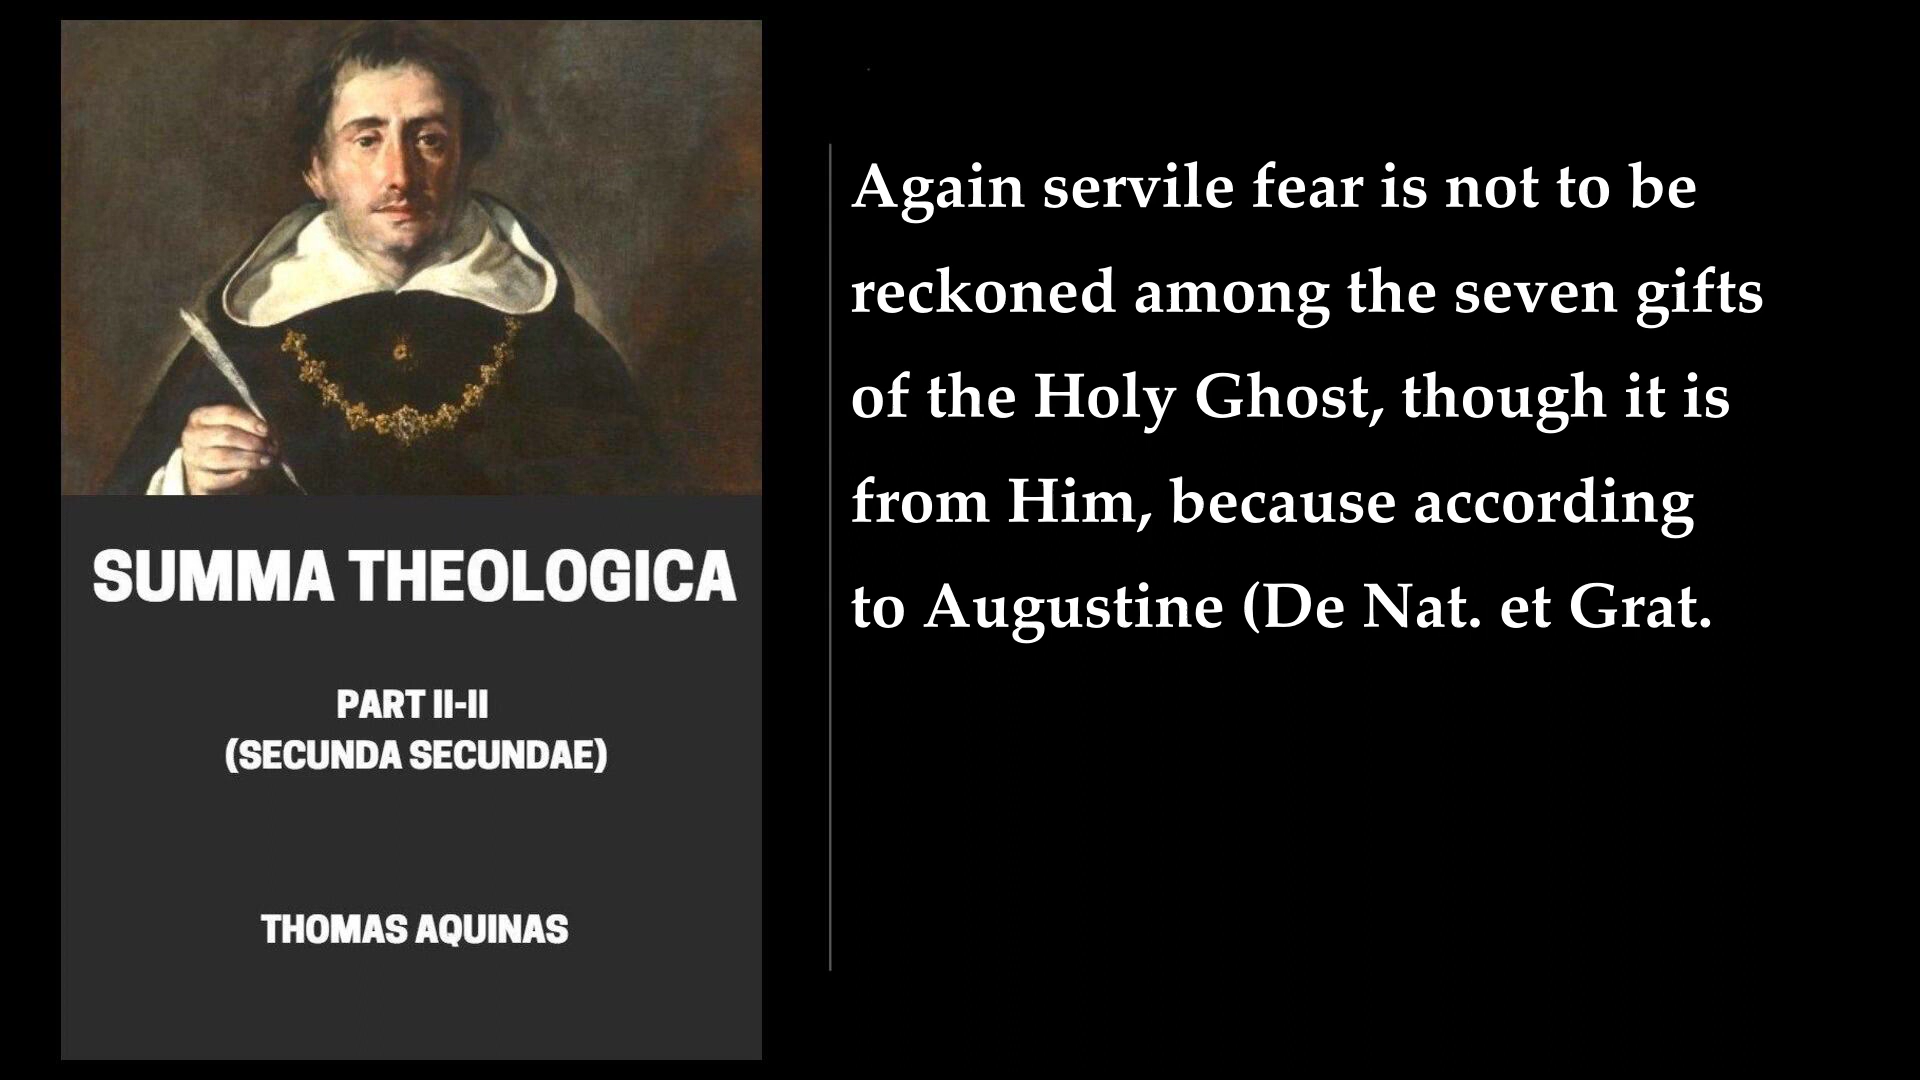 SUMMA THEOLOGICA
PART II-II
(SECUNDA SECUNDAE)
THOMAS AQUINAS
Again servile fear is not to be
reckoned among the seven gifts
of the Holy Ghost, though it is
from Him, because according
to Augustine (De Nat. et Grat.